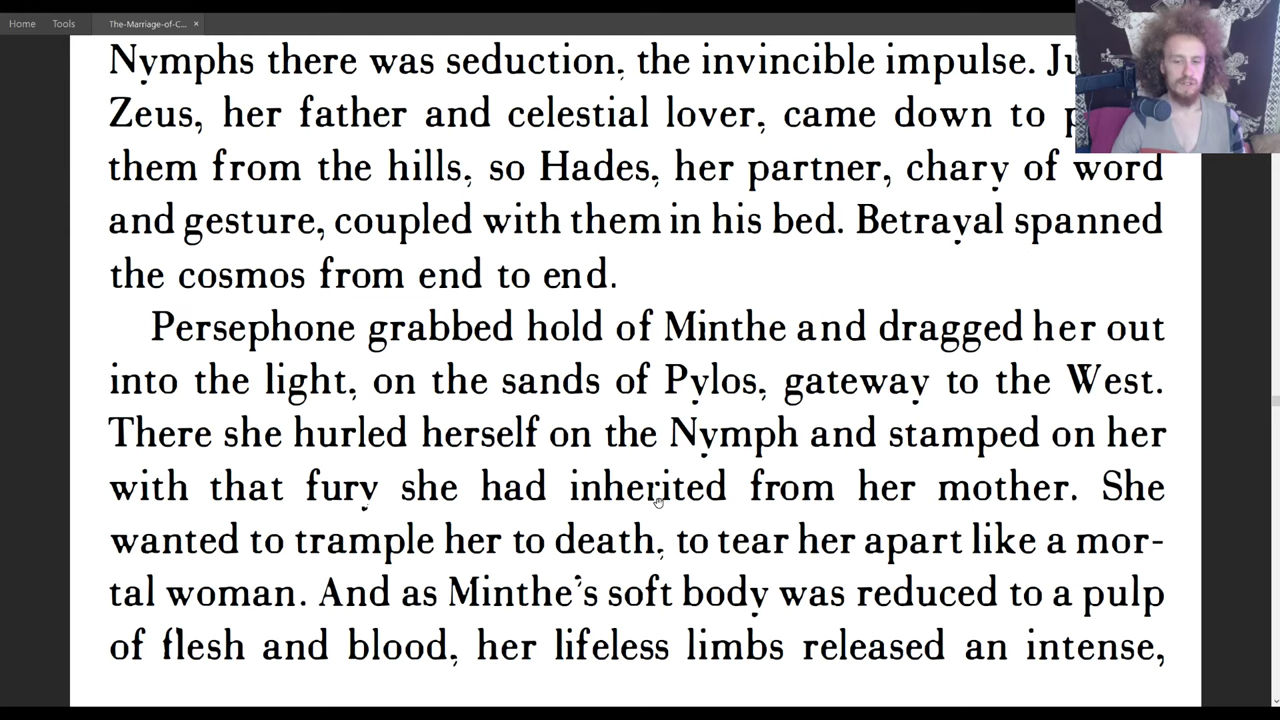 Home Tools The-Marriage-of-C... ×
Nymphs there was seduction, the invincible impulse.
Zeus, her father and celestial lover, came down to
them from the hills, so Hades, her partner, chary of word
and gesture, coupled with them in his bed. Betrayal spanned
the cosmos from end to end.
Persephone grabbed hold of Minthe and dragged her out
into the light, on the sands of Pylos, gateway to the West.
There she hurled herself on the Nymph and stamped on her
with that fury she had inherited from her mother. She
wanted to trample her to death, to tear her apart like a mor-
tal woman. And as Minthe's soft body was reduced to a pulp
of flesh and blood, her lifeless limbs released an intense,